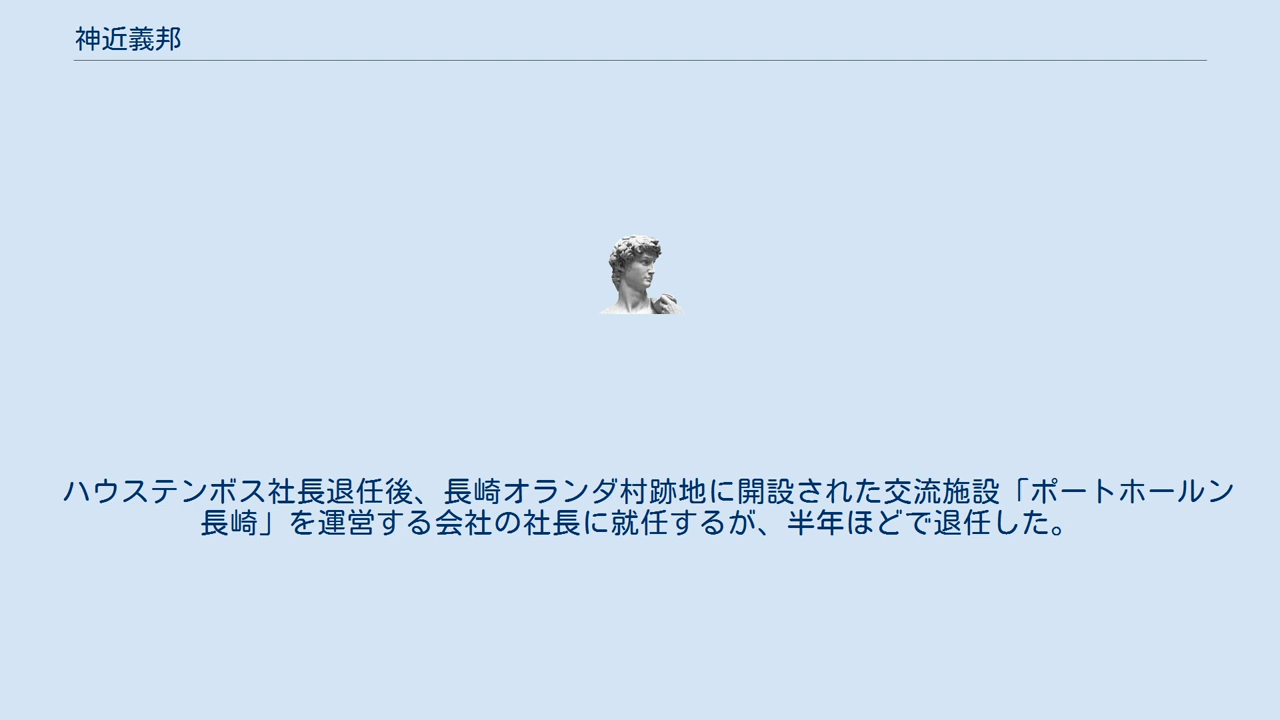 神近義邦
ハウステンボス社長退任後、長崎オランダ村跡地に開設された交流施設「ポートホールン
長崎」を運営する会社の社長に就任するが、半年ほどで退任した。